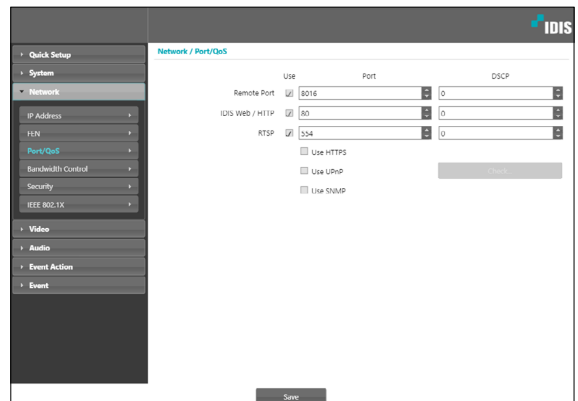 IDIS
Quick Setup
System
Network
IP Address
FEN
Port/QoS
Bandwidth Control
Security
IEEE 802.1X
Video
Audio
Event Action
Event
Network / Port/QoS
Use Port DSCP
Remote Port 8016 0
IDIS Web / HTTP 80 0
RTSP 554 0
Use HTTPS
Use UPnP Check...
Use SNMP
Save